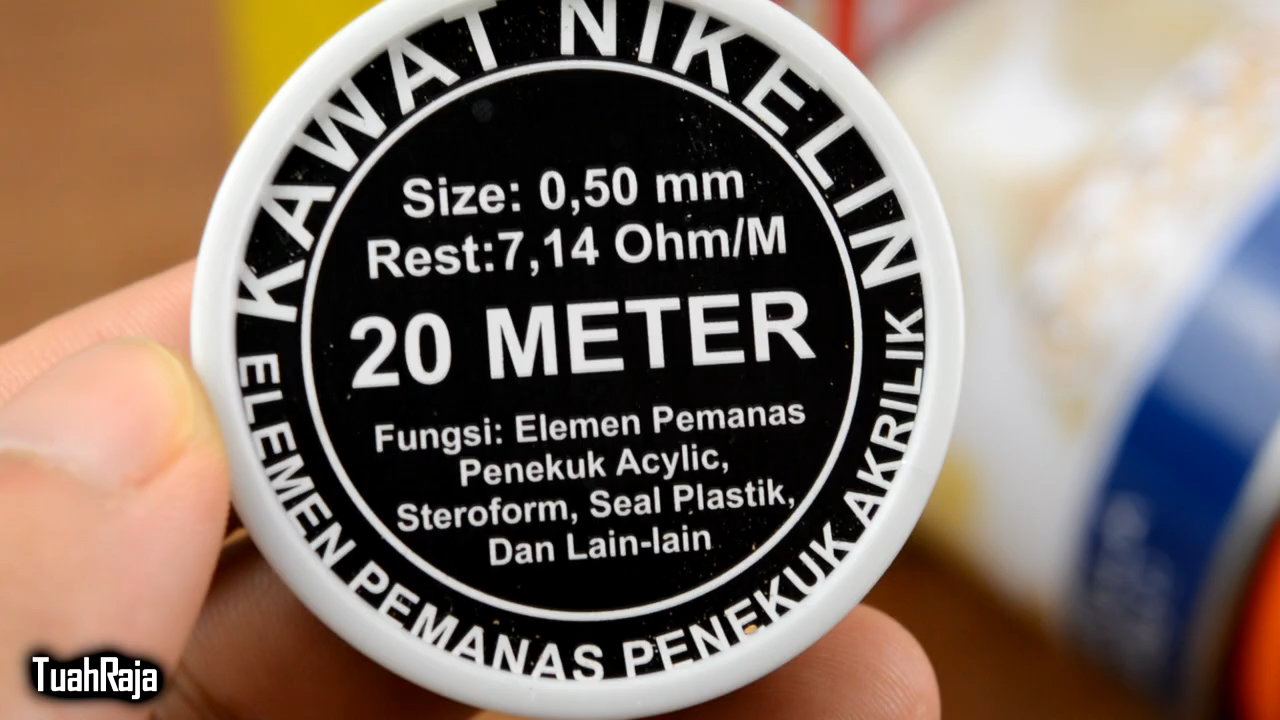 KAWAT NIKELIN
Size: 0,50 mm
Rest:7,14 Ohm/M
20 METER
Fungsi: Elemen Pemanas
Penekuk Acylic,
Steroform, Seal Plastik,
Dan Lain-lain
ELEMEN PEMANAS PENEKUK AKRILIK
TuahRaja